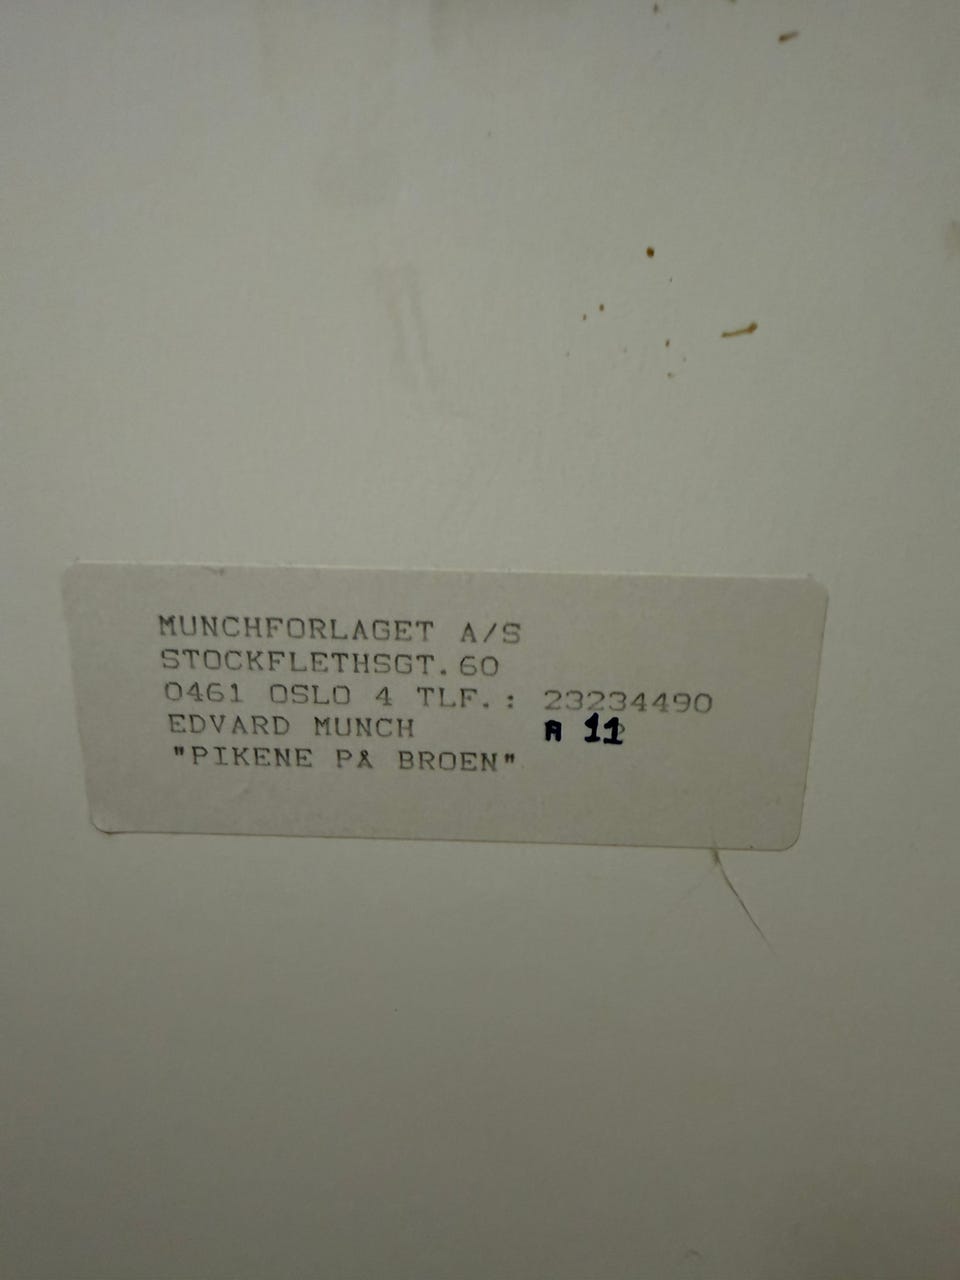 MUNCHFORLAGET A/S
STOCKFLETHSGT.60
0461 OSLO 4 TLF.: 23234490
EDVARD MUNCH A 11
"PIKENE PÅ BROEN"